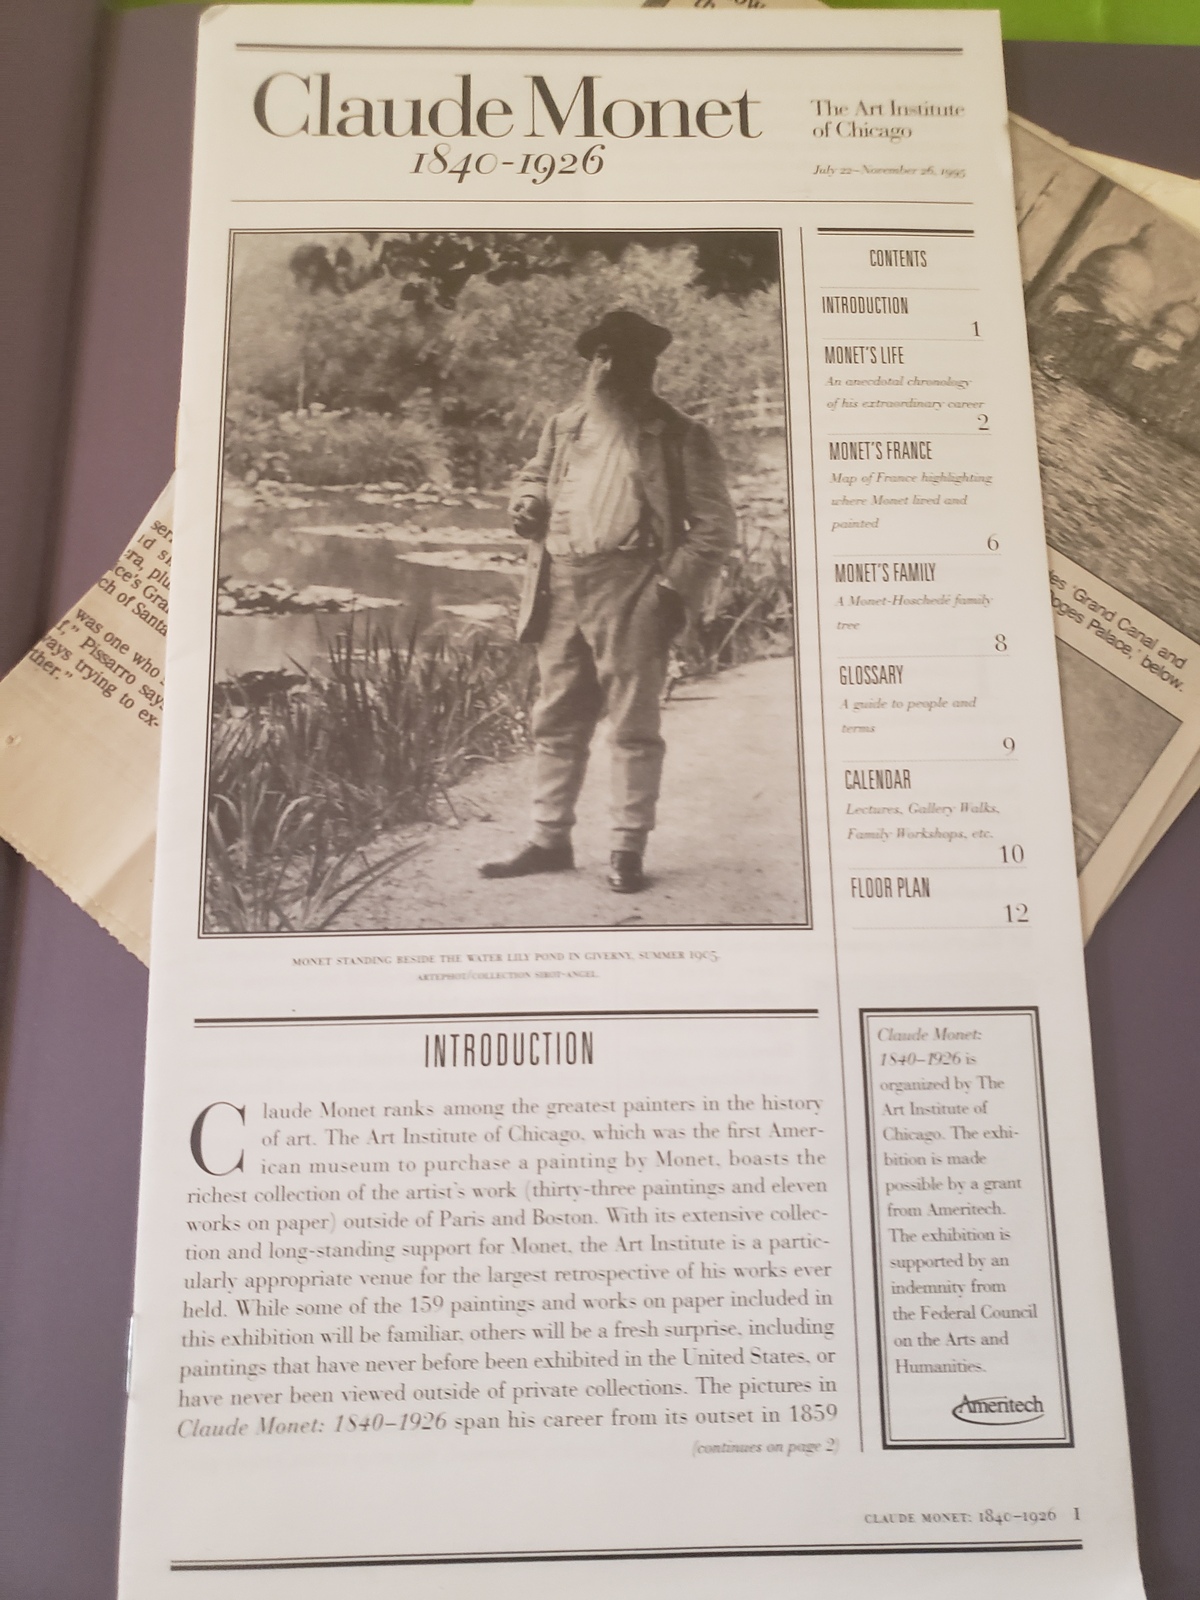 Claude Monet
1840-1926
The Art Institute
of Chicago
July 22–November 26, 1995
CONTENTS
INTRODUCTION
1
MONET'S LIFE
An anecdotal chronology
of his extraordinary career
2
MONET'S FRANCE
Map of France highlighting
where Monet lived and
painted
6
MONET'S FAMILY
A Monet-Hoschedé family
tree
8
GLOSSARY
A guide to people and
terms
9
CALENDAR
Lectures, Gallery Walks,
Family Workshops, etc.
10
FLOOR PLAN
12
MONET STANDING BESIDE THE WATER LILY POND IN GIVERNY, SUMMER 1905.
ARTEPHOT/COLLECTION SIROT-ANGEL.
INTRODUCTION
Claude Monet ranks among the greatest painters in the history
of art. The Art Institute of Chicago, which was the first Amer-
ican museum to purchase a painting by Monet, boasts the
richest collection of the artist's work (thirty-three paintings and eleven
works on paper) outside of Paris and Boston. With its extensive collec-
tion and long-standing support for Monet, the Art Institute is a partic-
ularly appropriate venue for the largest retrospective of his works ever
held. While some of the 159 paintings and works on paper included in
this exhibition will be familiar, others will be a fresh surprise, including
paintings that have never before been exhibited in the United States, or
have never been viewed outside of private collections. The pictures in
Claude Monet: 1840–1926 span his career from its outset in 1859
(continues on page 2)
Claude Monet:
1840–1926 is
organized by The
Art Institute of
Chicago. The exhi-
bition is made
possible by a grant
from Ameritech.
The exhibition is
supported by an
indemnity from
the Federal Council
on the Arts and
Humanities.
Ameritech
CLAUDE MONET: 1840–1926 1
ce's Gra
ch of Santa
was one who
f," Pissarro say
ways trying to ex-
ther."
'Grand Canal and
oges Palace,' below.